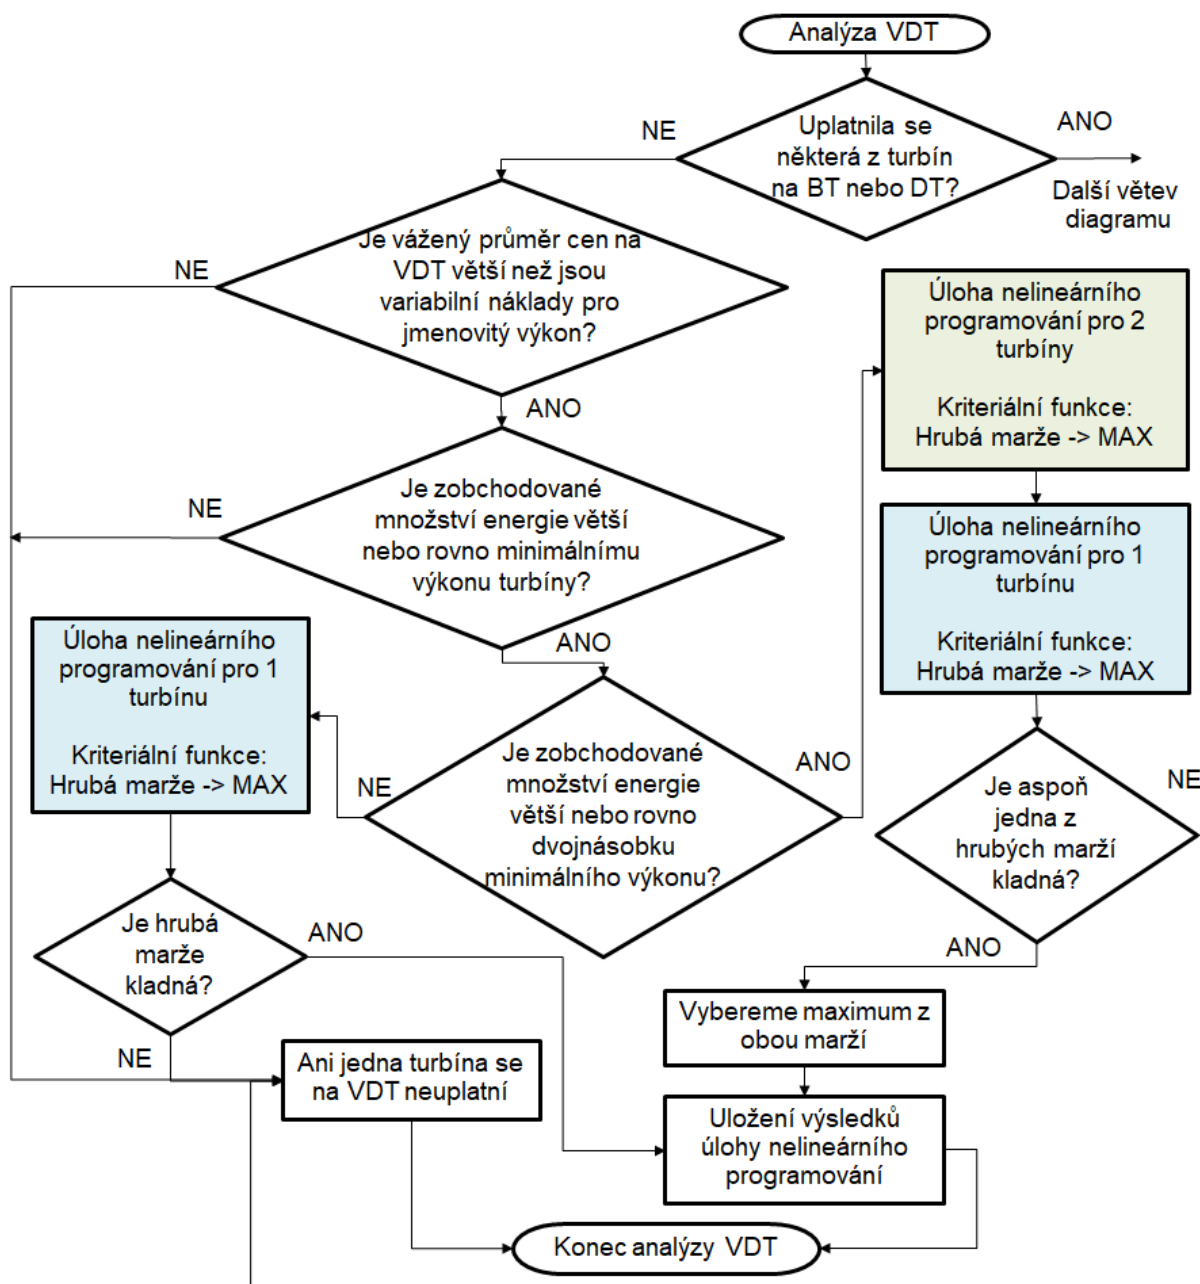 Analýza VDT
NE
Uplatnila se
některá z turbín
na BT nebo DT?
ANO
Další větev
diagramu
NE
Je vážený průměr cen na
VDT větší než jsou
variabilní náklady pro
jmenovitý výkon?
ANO
Úloha nelineárního
programování pro 2
turbíny
Kriteriální funkce:
Hrubá marže -> MAX
NE
Je zobchodované
množství energie větší
nebo rovno minimálnímu
výkonu turbíny?
ANO
Úloha nelineárního
programování pro 1
turbínu
Kriteriální funkce:
Hrubá marže -> MAX
Úloha nelineárního
programování pro 1
turbínu
Kriteriální funkce:
Hrubá marže -> MAX
NE
Je zobchodované
množství energie
větší nebo rovno
dvojnásobku
minimálního výkonu?
ANO
Je aspoň
jedna z
hrubých marží
kladná?
NE
ANO
Je hrubá
marže
kladná?
ANO
NE
Vybereme maximum z
obou marží
Ani jedna turbína se
na VDT neuplatní
Uložení výsledků
úlohy nelineárního
programování
Konec analýzy VDT